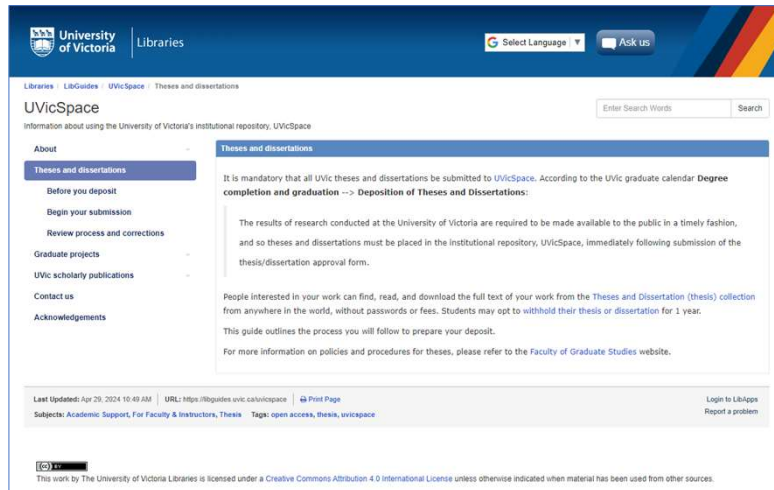 University
of Victoria
Libraries
Select Language ▼
Ask us
Libraries / LibGuides / UVicSpace / Theses and dissertations
UVicSpace
Enter Search Words
Search
Information about using the University of Victoria's institutional repository, UVicSpace
About
Theses and dissertations
Before you deposit
Begin your submission
Review process and corrections
Graduate projects
UVic scholarly publications
Contact us
Acknowledgements
Theses and dissertations
It is mandatory that all UVic theses and dissertations be submitted to UVicSpace. According to the UVic graduate calendar Degree
completion and graduation --> Deposition of Theses and Dissertations:
The results of research conducted at the University of Victoria are required to be made available to the public in a timely fashion,
and so theses and dissertations must be placed in the institutional repository, UVicSpace, immediately following submission of the
thesis/dissertation approval form.
People interested in your work can find, read, and download the full text of your work from the Theses and Dissertation (thesis) collection
from anywhere in the world, without passwords or fees. Students may opt to withhold their thesis or dissertation for 1 year.
This guide outlines the process you will follow to prepare your deposit.
For more information on policies and procedures for theses, please refer to the Faculty of Graduate Studies website.
Last Updated: Apr 29, 2024 10:49 AM
URL: https://libguides.uvic.ca/uvicspace
Print Page
Login to LibApps
Subjects: Academic Support, For Faculty & Instructors, Thesis
Tags: open access, thesis, uvicspace
Report a problem
(cc) BY
This work by The University of Victoria Libraries is licensed under a Creative Commons Attribution 4.0 International License unless otherwise indicated when material has been used from other sources.